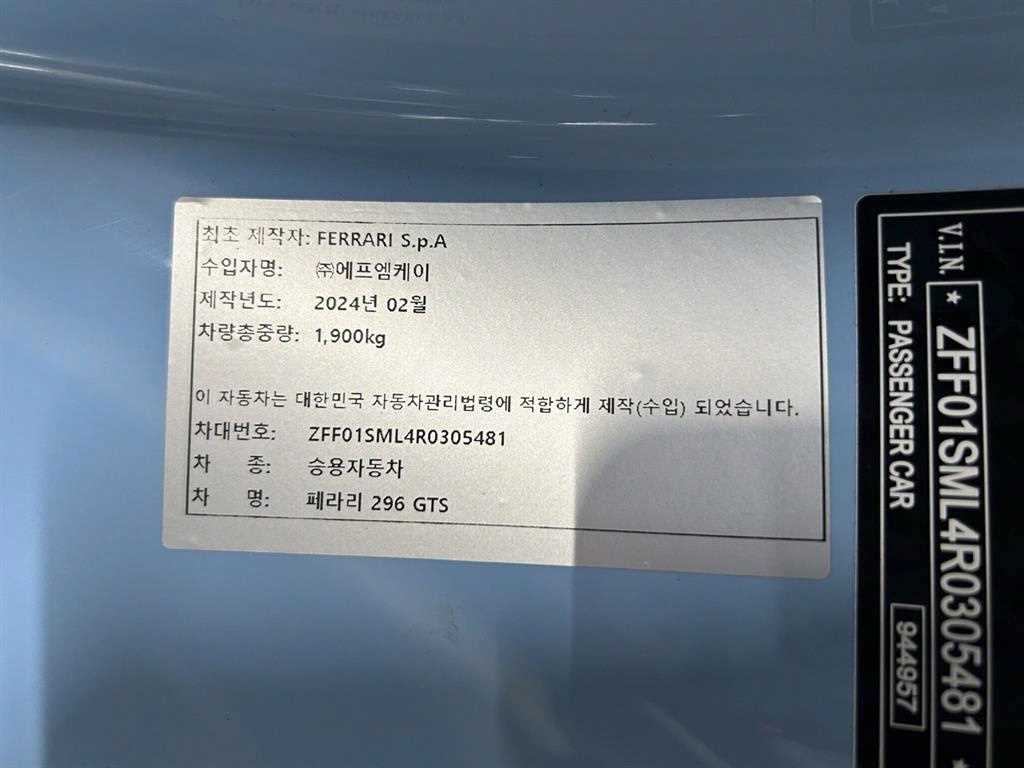 최초 제작자: FERRARI S.p.A
수입자명: ㈜에프엠케이
제작년도: 2024년 02월
차량총중량: 1,900kg
이 자동차는 대한민국 자동차관리법령에 적합하게 제작(수입) 되었습니다.
차대번호: ZFF01SML4R0305481
차 종: 승용자동차
차 명: 페라리 296 GTS
V.I.N.
★ ZFF01SML4R0305481 ★
TYPE: PASSENGER CAR
944957